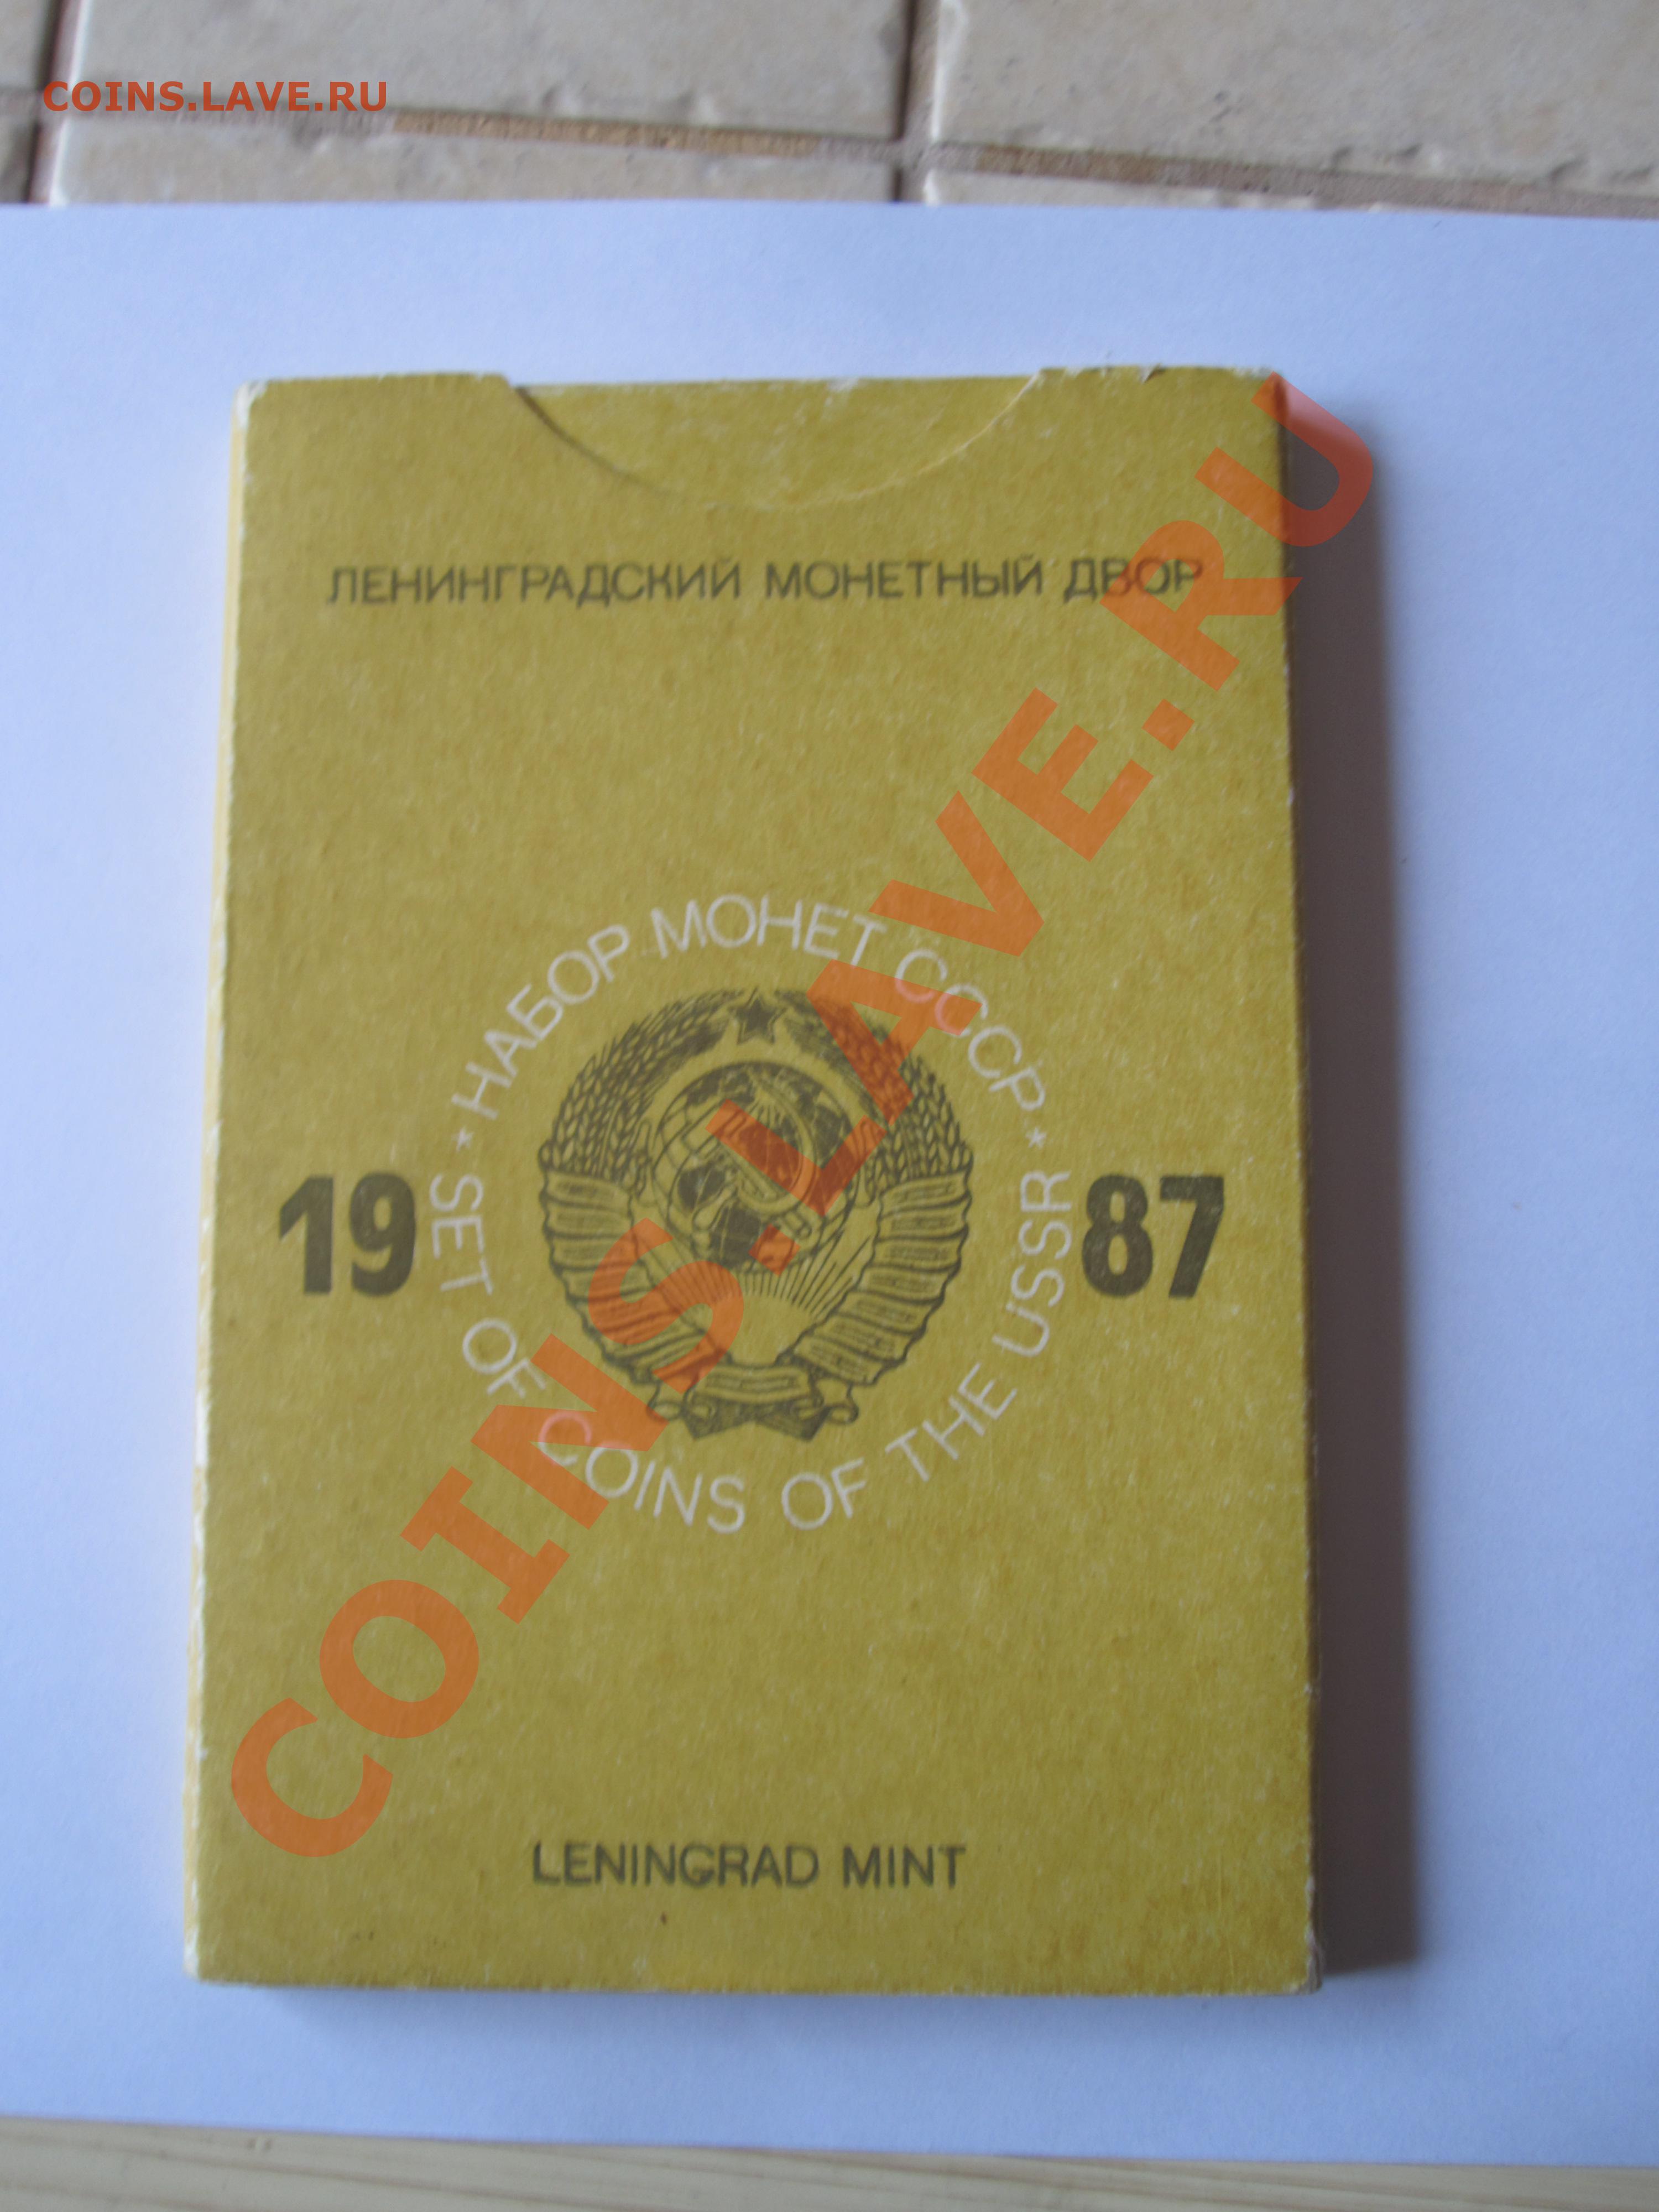 COINS.LAVE.RU
ЛЕНИНГРАДСКИЙ МОНЕТНЫЙ ДВОР
* НАБОР МОНЕТ СССР *
19 87
SET OF COINS OF THE USSR
LENINGRAD MINT
COINS.LAVE.RU